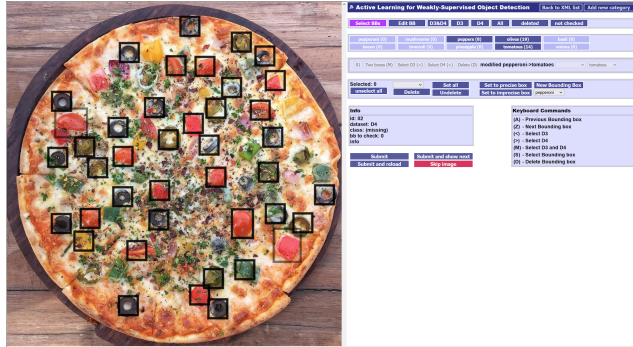 Active Learning for Weakly-Supervised Object Detection Back to XML list Add new category
Select BBs Edit BB D3&D4 D3 D4 All deleted not checked
pepperoni (0) mushrooms (0) peppers (8) olives (19) basil (0)
bacon (0) broccoli (0) pineapple (0) tomatoes (14) onions (0)
modified pepperoni->tomatoes tomatoes
Selected: 0 Set all Set to precise box New Bounding Box
unselect all Delete Undelete Set to imprecise box pepperoni
Info
id: 82
dataset: D4
class: (missing)
bb to check: 0
info
Keyboard Commands
(A) - Previous Bounding box
(Z) - Next Bounding box
(<) - Select D3
(>) - Select D4
(M) - Select D3 and D4
(S) - Select Bounding box
(D) - Delete Bounding box
Submit Submit and show next
Submit and reload Skip image